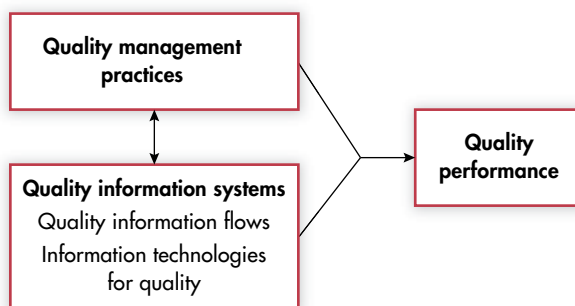 Quality management
practices
Quality information systems
Quality information flows
Information technologies
for quality
Quality
performance